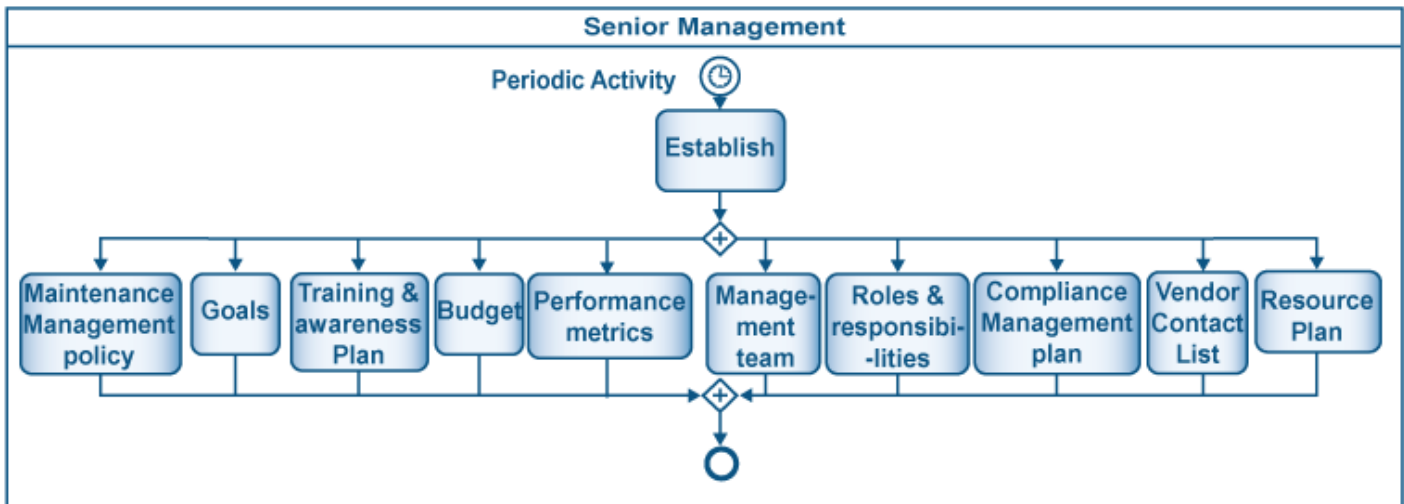 Senior Management
Periodic Activity
Establish
Maintenance
Management
policy
Goals
Training &
awareness
Plan
Budget
Performance
metrics
Manage-
ment
team
Roles &
responsibi-
-lities
Compliance
Management
plan
Vendor
Contact
List
Resource
Plan